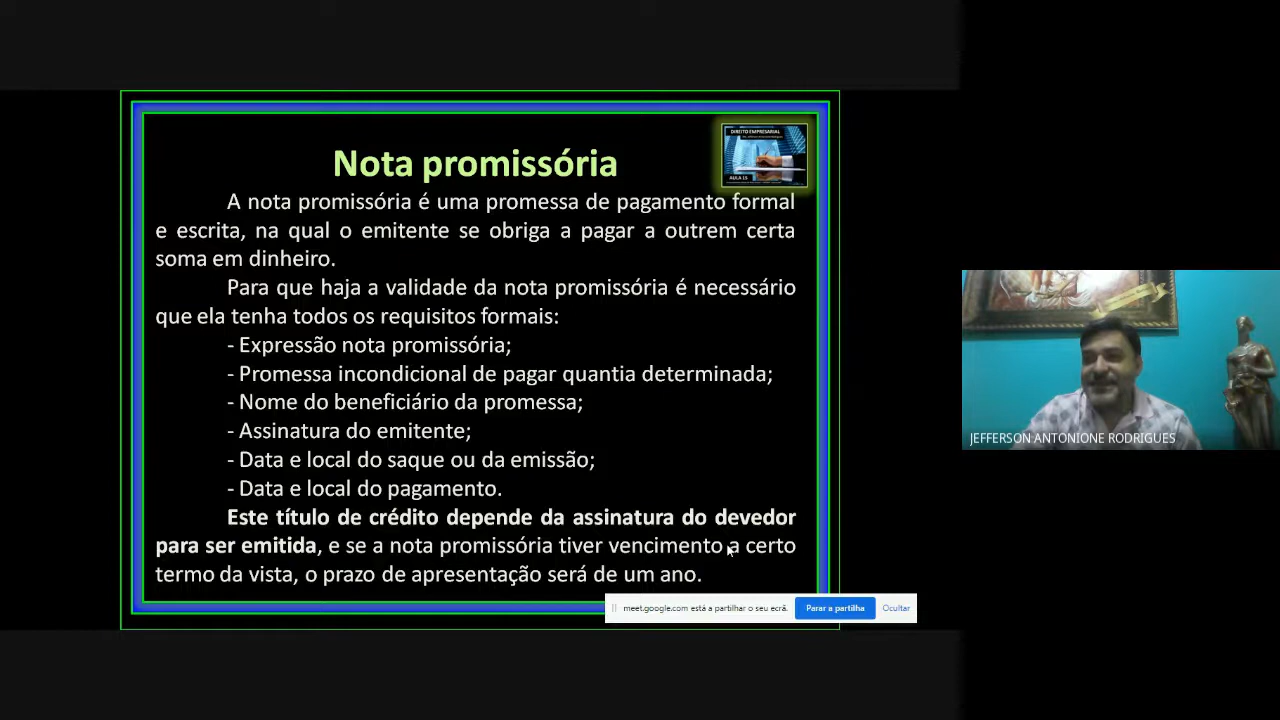 DIREITO EMPRESARIAL
AULA 15
Nota promissória
A nota promissória é uma promessa de pagamento formal
e escrita, na qual o emitente se obriga a pagar a outrem certa
soma em dinheiro.
Para que haja a validade da nota promissória é necessário
que ela tenha todos os requisitos formais:
- Expressão nota promissória;
- Promessa incondicional de pagar quantia determinada;
- Nome do beneficiário da promessa;
- Assinatura do emitente;
- Data e local do saque ou da emissão;
- Data e local do pagamento.
Este título de crédito depende da assinatura do devedor
para ser emitida, e se a nota promissória tiver vencimento a certo
termo da vista, o prazo de apresentação será de um ano.
meet.google.com está a partilhar o seu ecrã.
Parar a partilha
Ocultar
JEFFERSON ANTONIONE RODRIGUES